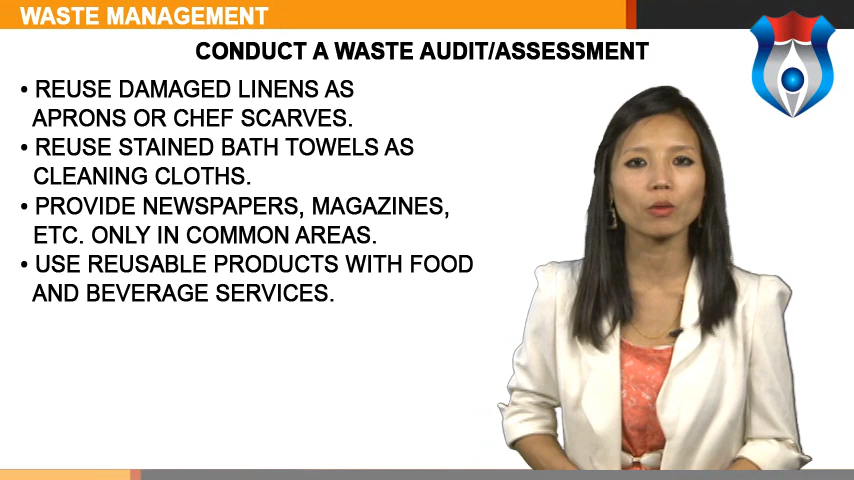 WASTE MANAGEMENT
CONDUCT A WASTE AUDIT/ASSESSMENT
• REUSE DAMAGED LINENS AS
APRONS OR CHEF SCARVES.
• REUSE STAINED BATH TOWELS AS
CLEANING CLOTHS.
• PROVIDE NEWSPAPERS, MAGAZINES,
ETC. ONLY IN COMMON AREAS.
• USE REUSABLE PRODUCTS WITH FOOD
AND BEVERAGE SERVICES.